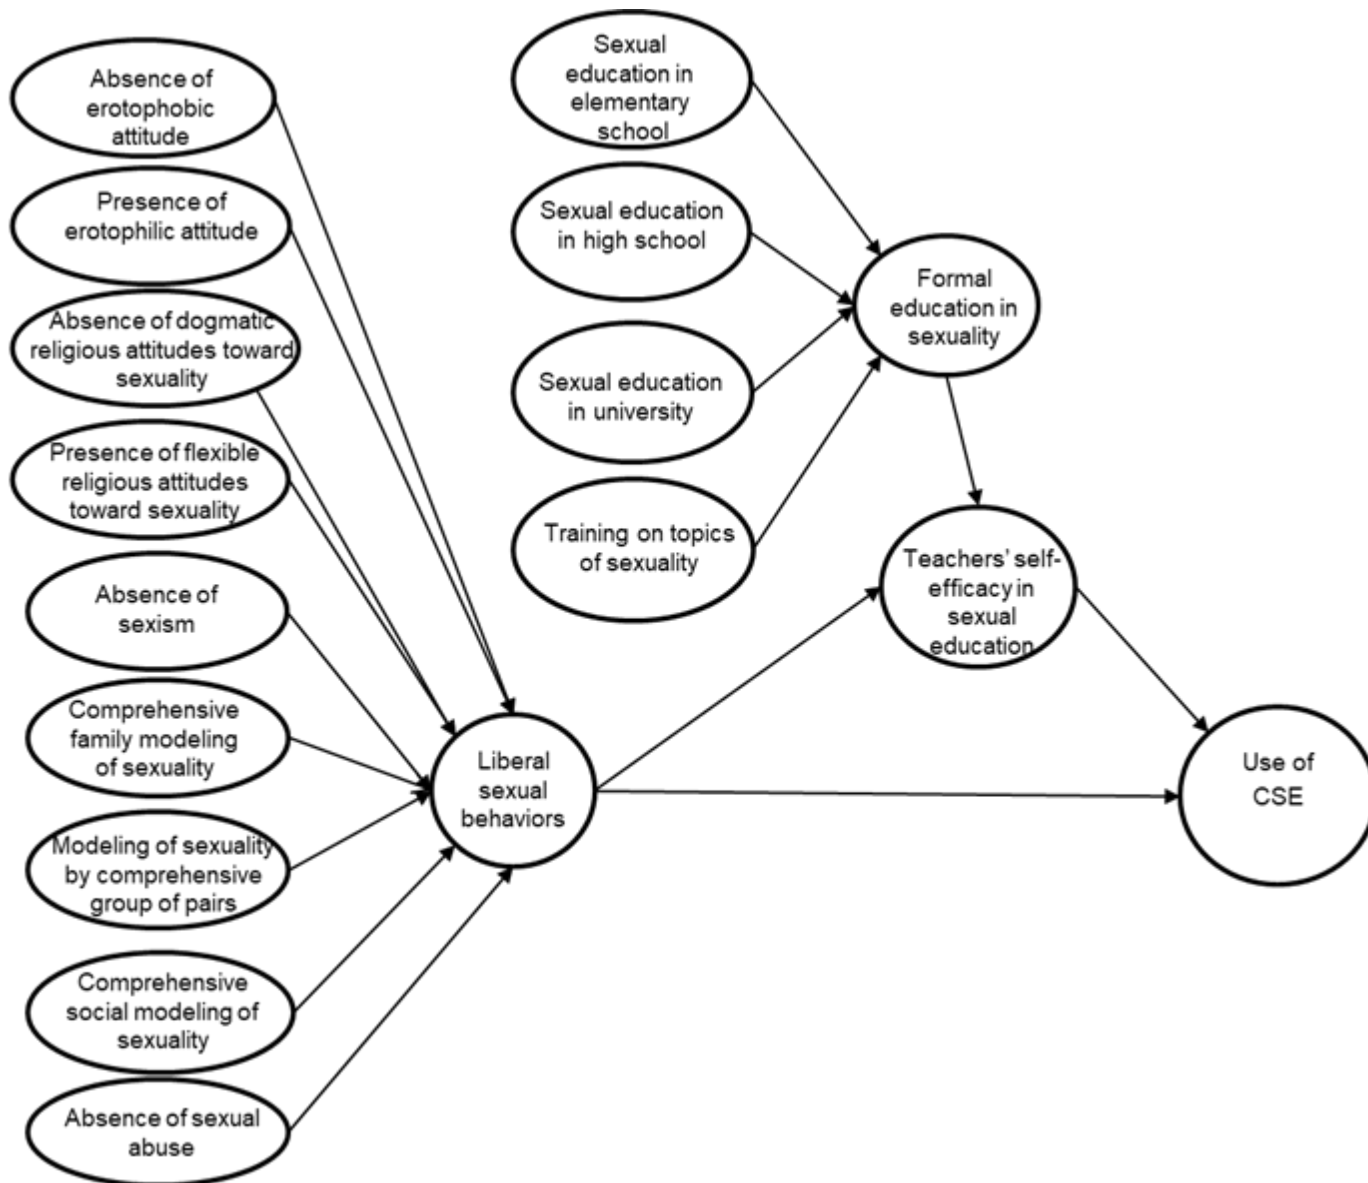 Absence of
erotophobic
attitude
Presence of
erotophilic attitude
Absence of dogmatic
religious attitudes toward
sexuality
Presence of flexible
religious attitudes
toward sexuality
Absence of
sexism
Comprehensive
family modeling
of sexuality
Modeling of sexuality
by comprehensive
group of pairs
Comprehensive
social modeling of
sexuality
Absence of sexual
abuse
Liberal
sexual
behaviors
Sexual
education in
elementary
school
Sexual education
in high school
Sexual education
in university
Training on topics
of sexuality
Formal
education in
sexuality
Teachers’ self-
efficacy in
sexual
education
Use of
CSE